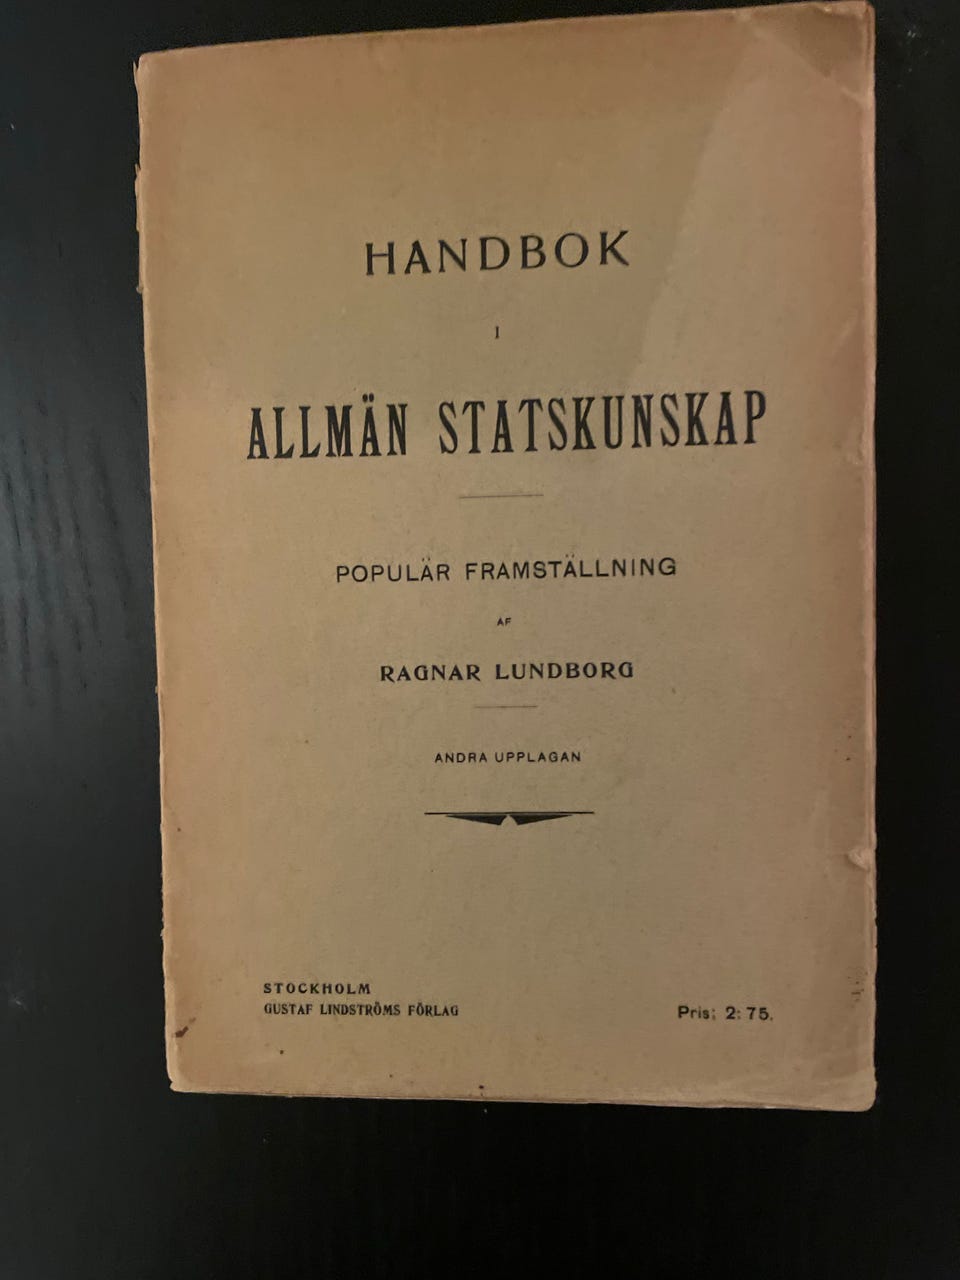 HANDBOK
I
ALLMÄN STATSKUNSKAP
POPULÄR FRAMSTÄLLNING
AF
RAGNAR LUNDBORG
ANDRA UPPLAGAN
STOCKHOLM
GUSTAF LINDSTRÖMS FÖRLAG
Pris; 2: 75.